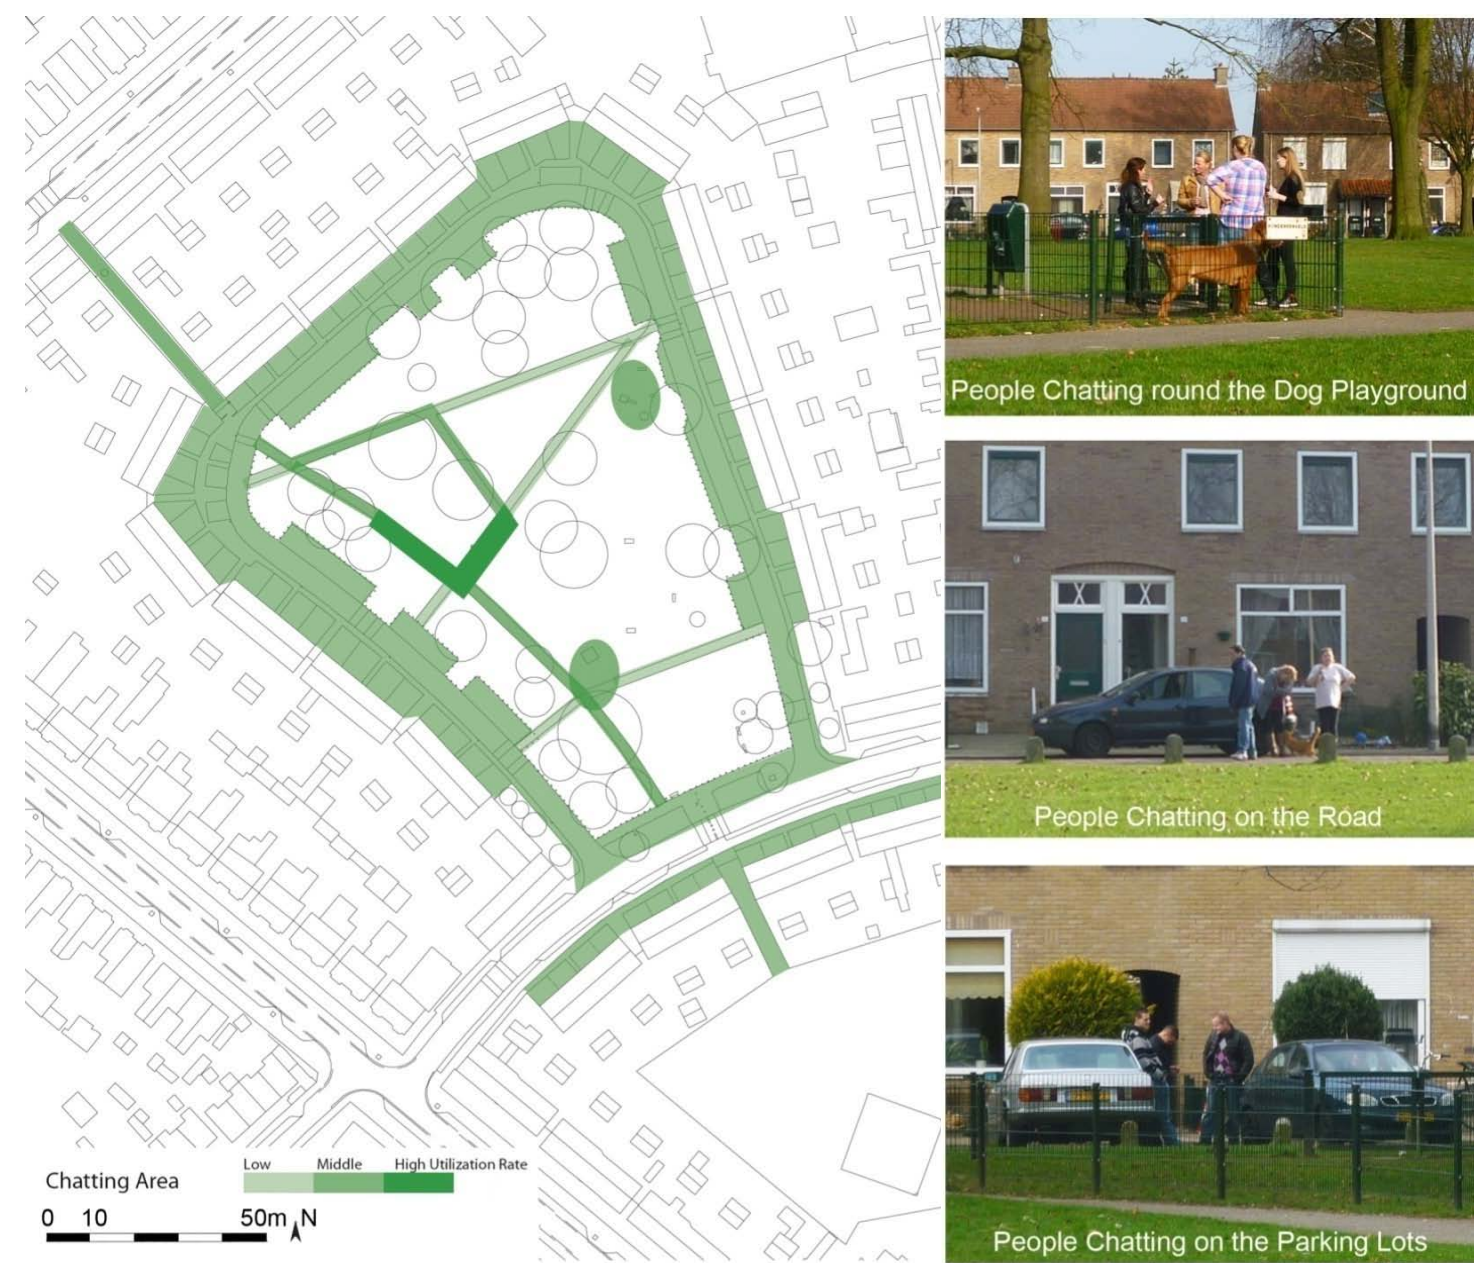 People Chatting round the Dog Playground
People Chatting on the Road
People Chatting on the Parking Lots
Low Middle High Utilization Rate
Chatting Area
0 10 50m N